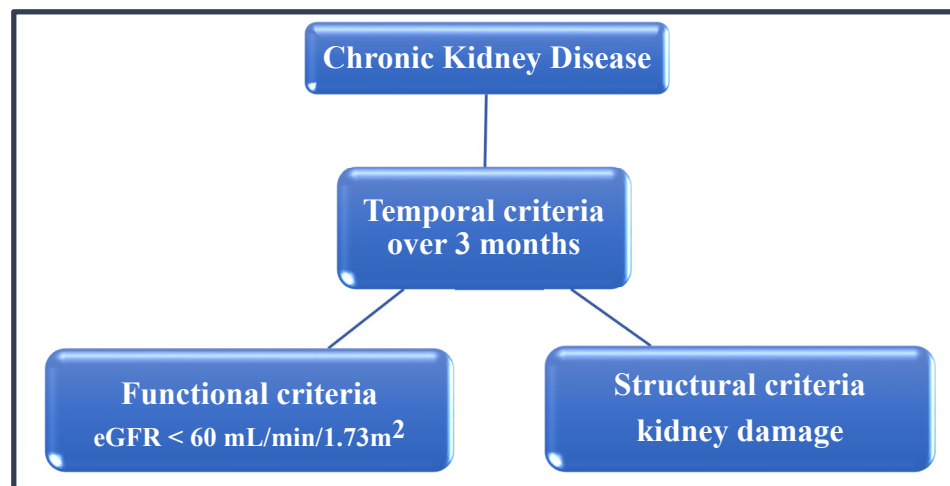 Chronic Kidney Disease
Temporal criteria
over 3 months
Functional criteria
eGFR < 60 mL/min/1.73m²
Structural criteria
kidney damage